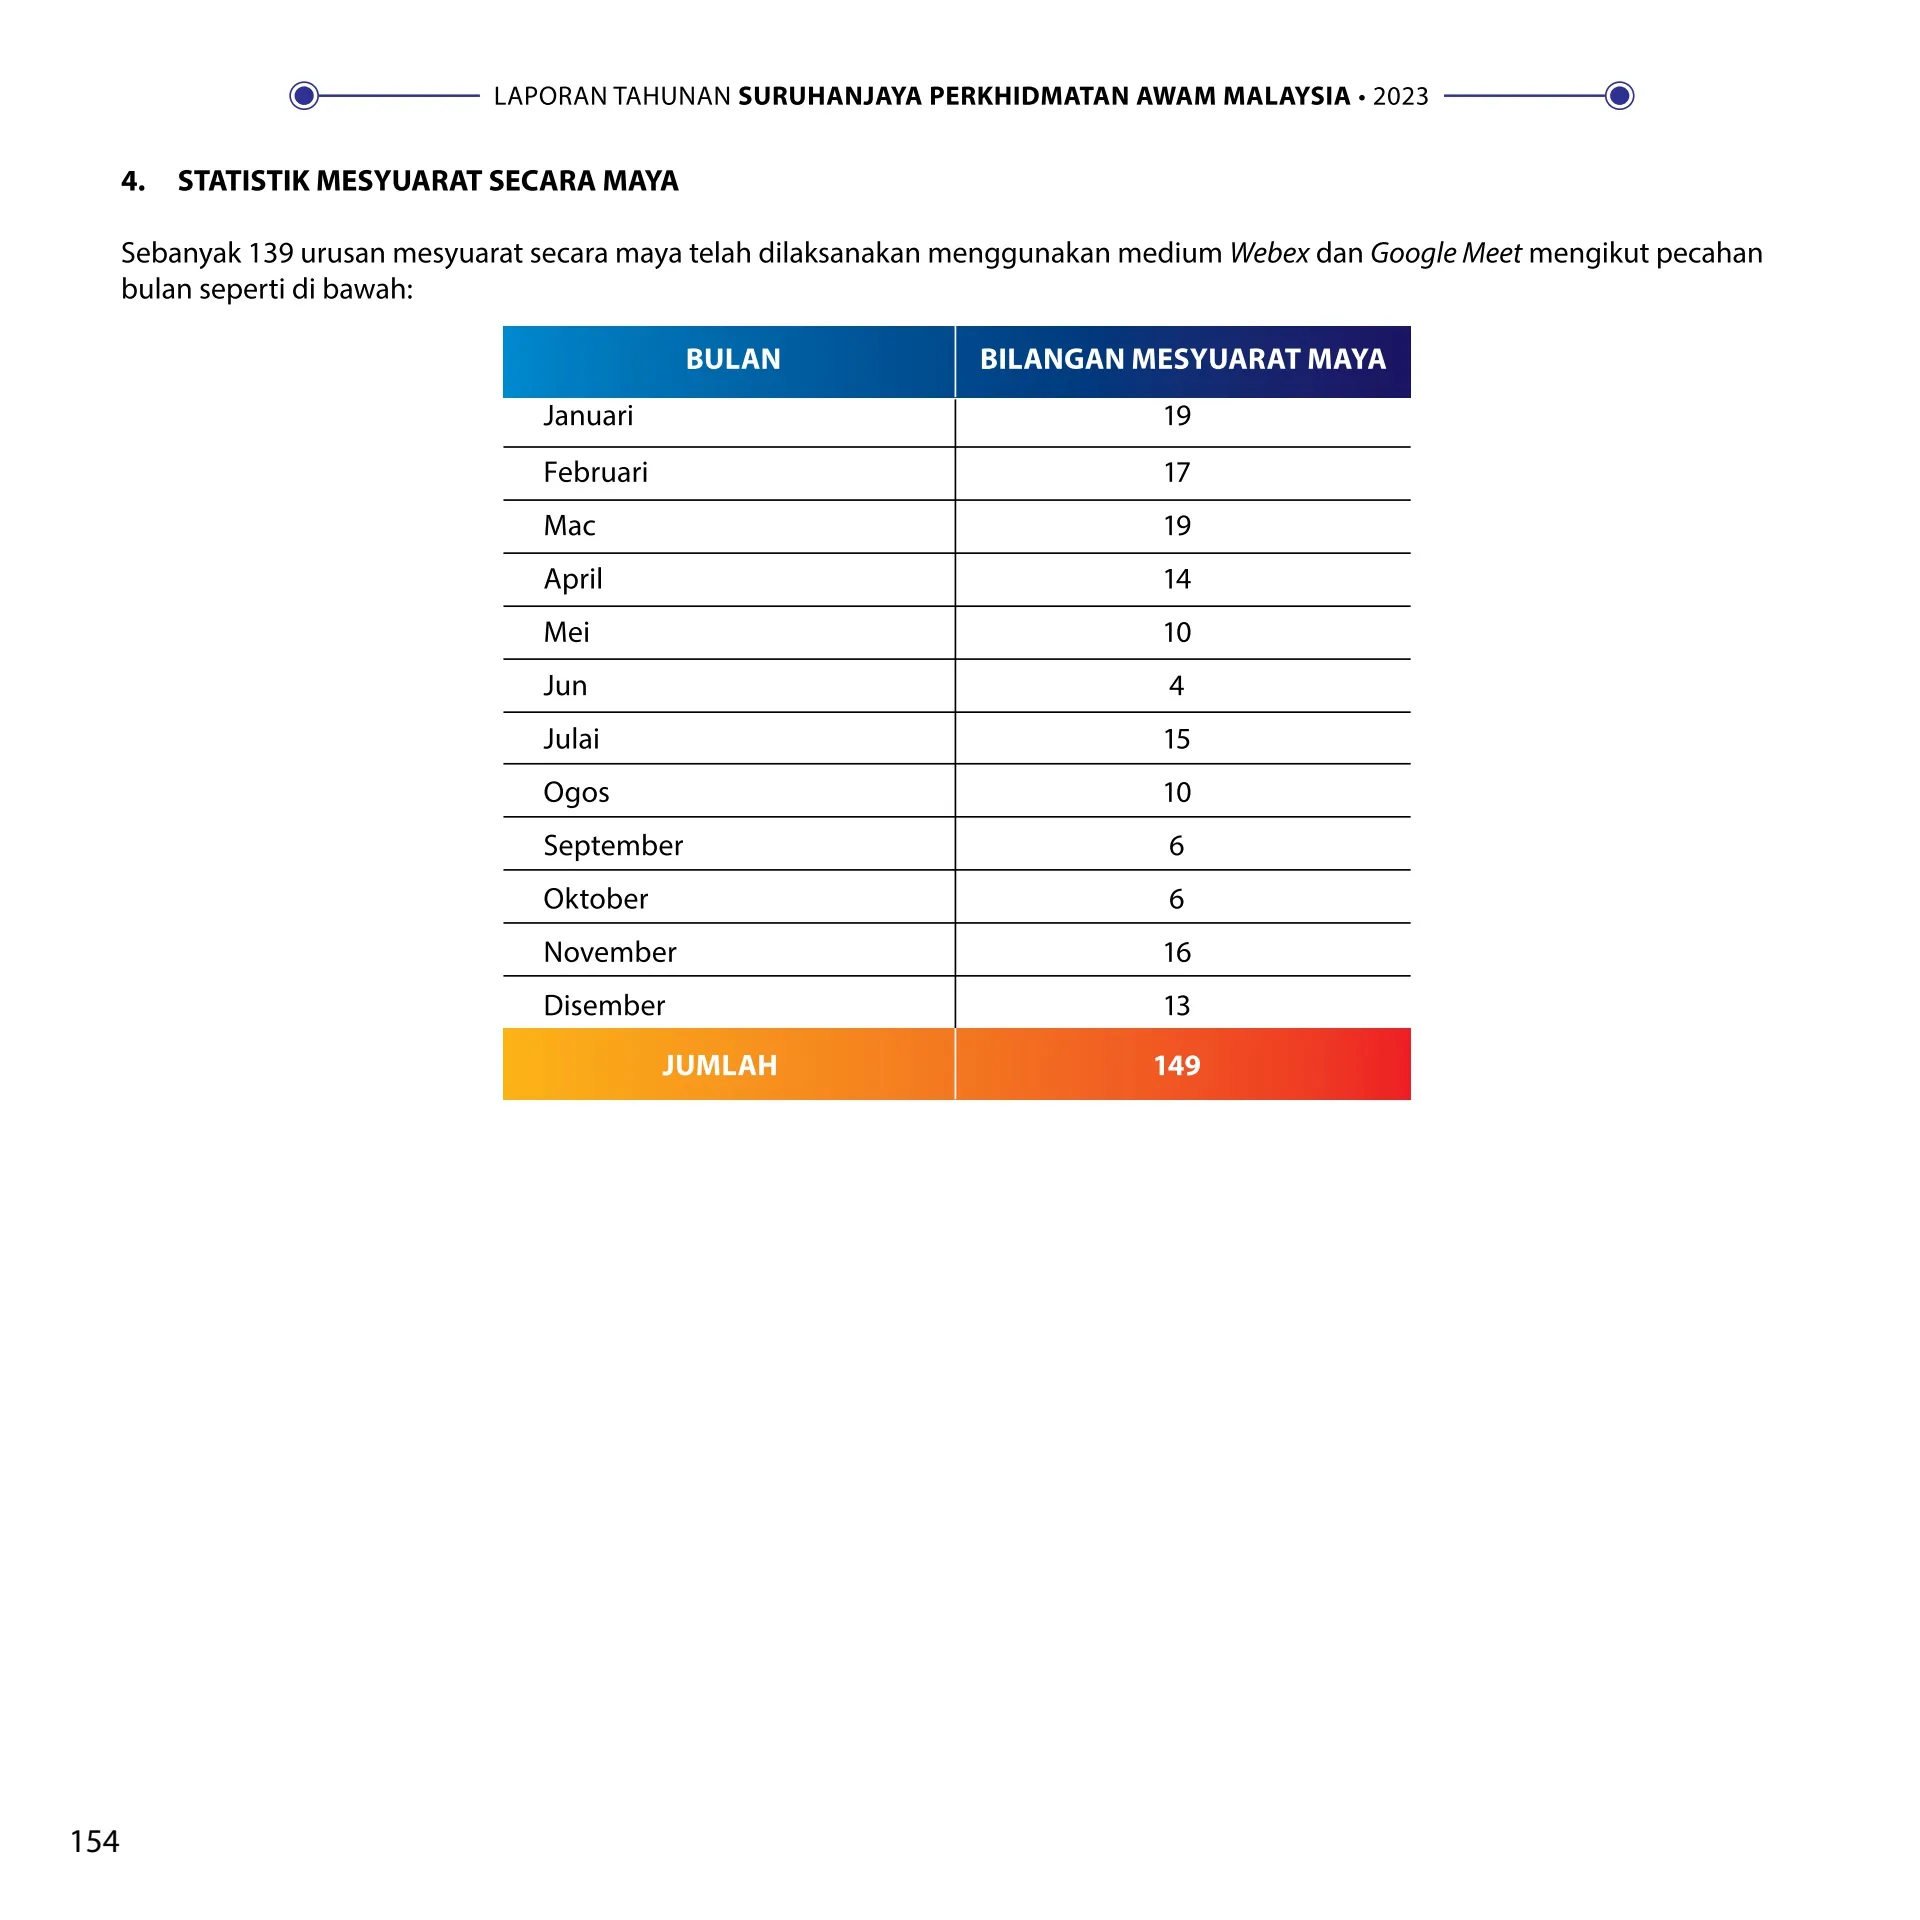 LAPORAN TAHUNAN SURUHANJAYA PERKHIDMATAN AWAM MALAYSIA • 2023
4. STATISTIK MESYUARAT SECARA MAYA
Sebanyak 139 urusan mesyuarat secara maya telah dilaksanakan menggunakan medium Webex dan Google Meet mengikut pecahan
bulan seperti di bawah:
BULAN BILANGAN MESYUARAT MAYA
Januari 19
Februari 17
Mac 19
April 14
Mei 10
Jun 4
Julai 15
Ogos 10
September 6
Oktober 6
November 16
Disember 13
JUMLAH 149
154